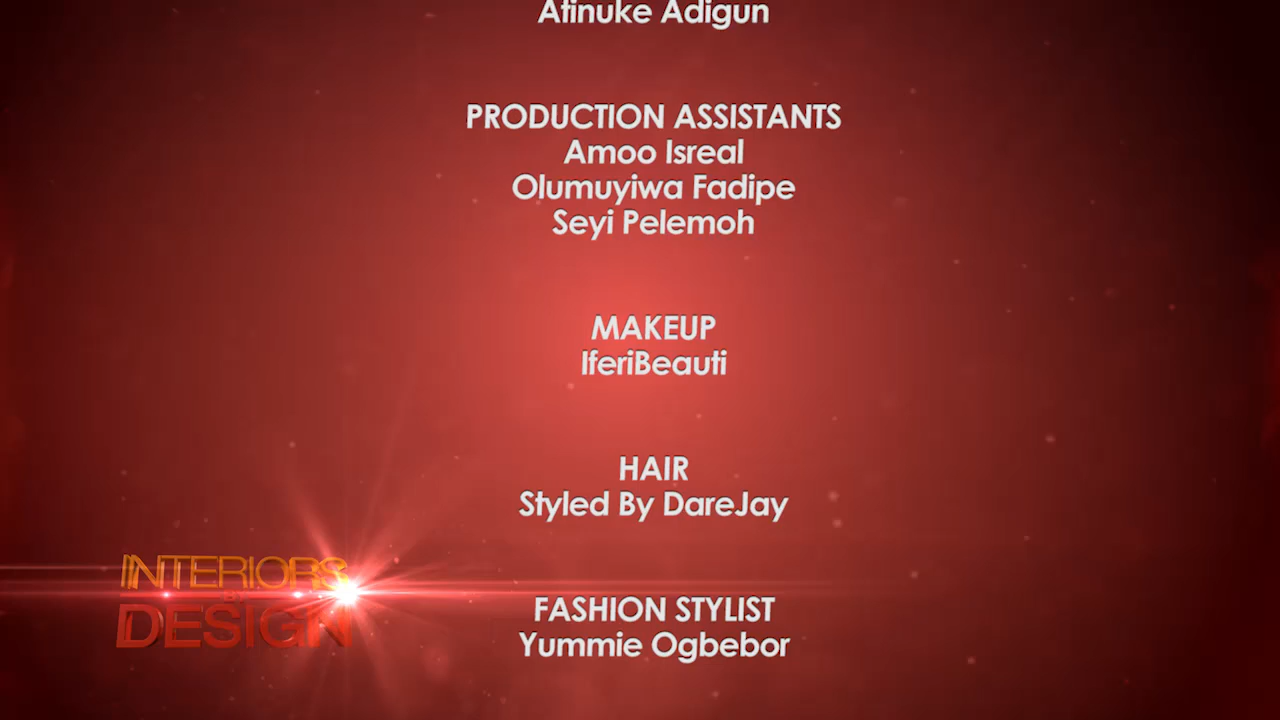 Atinuke Adigun
PRODUCTION ASSISTANTS
Amoo Isreal
Olumuyiwa Fadipe
Seyi Pelemoh
MAKEUP
IferiBeauti
HAIR
Styled By DareJay
FASHION STYLIST
Yummie Ogbebor
INTERIORS
BY
DESIGN